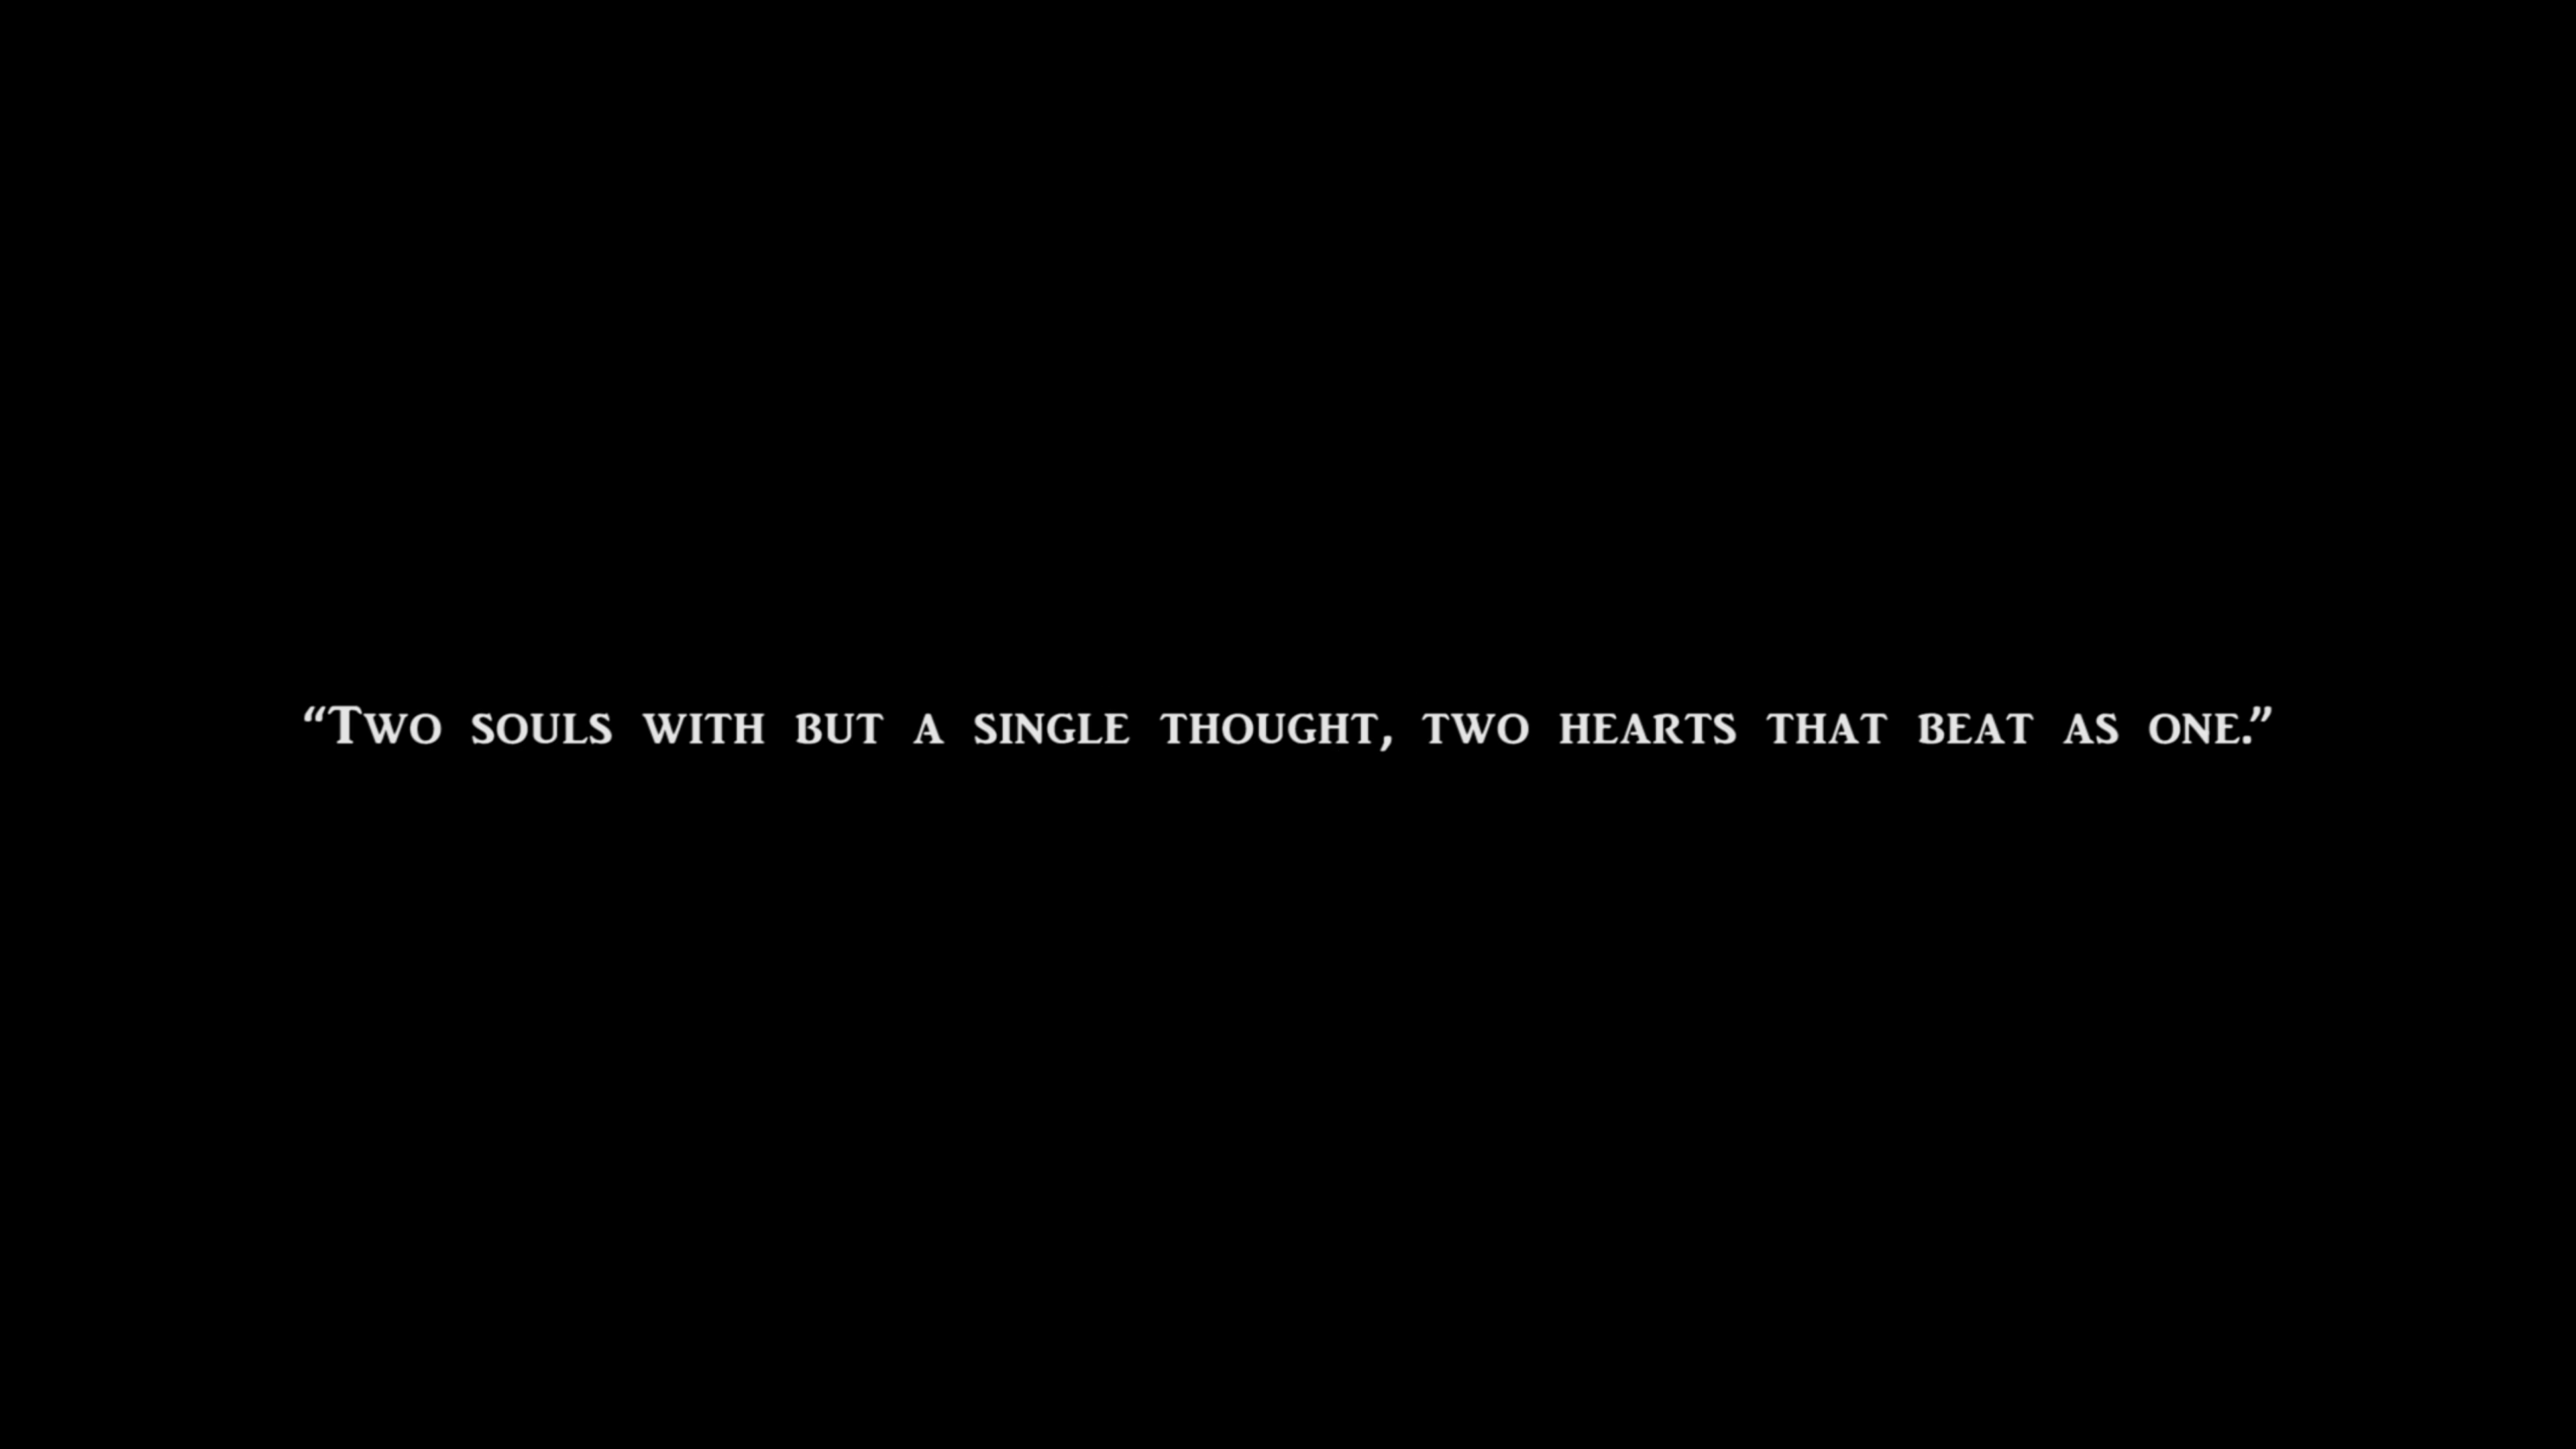 “Two souls with but a single thought, two hearts that beat as one.”